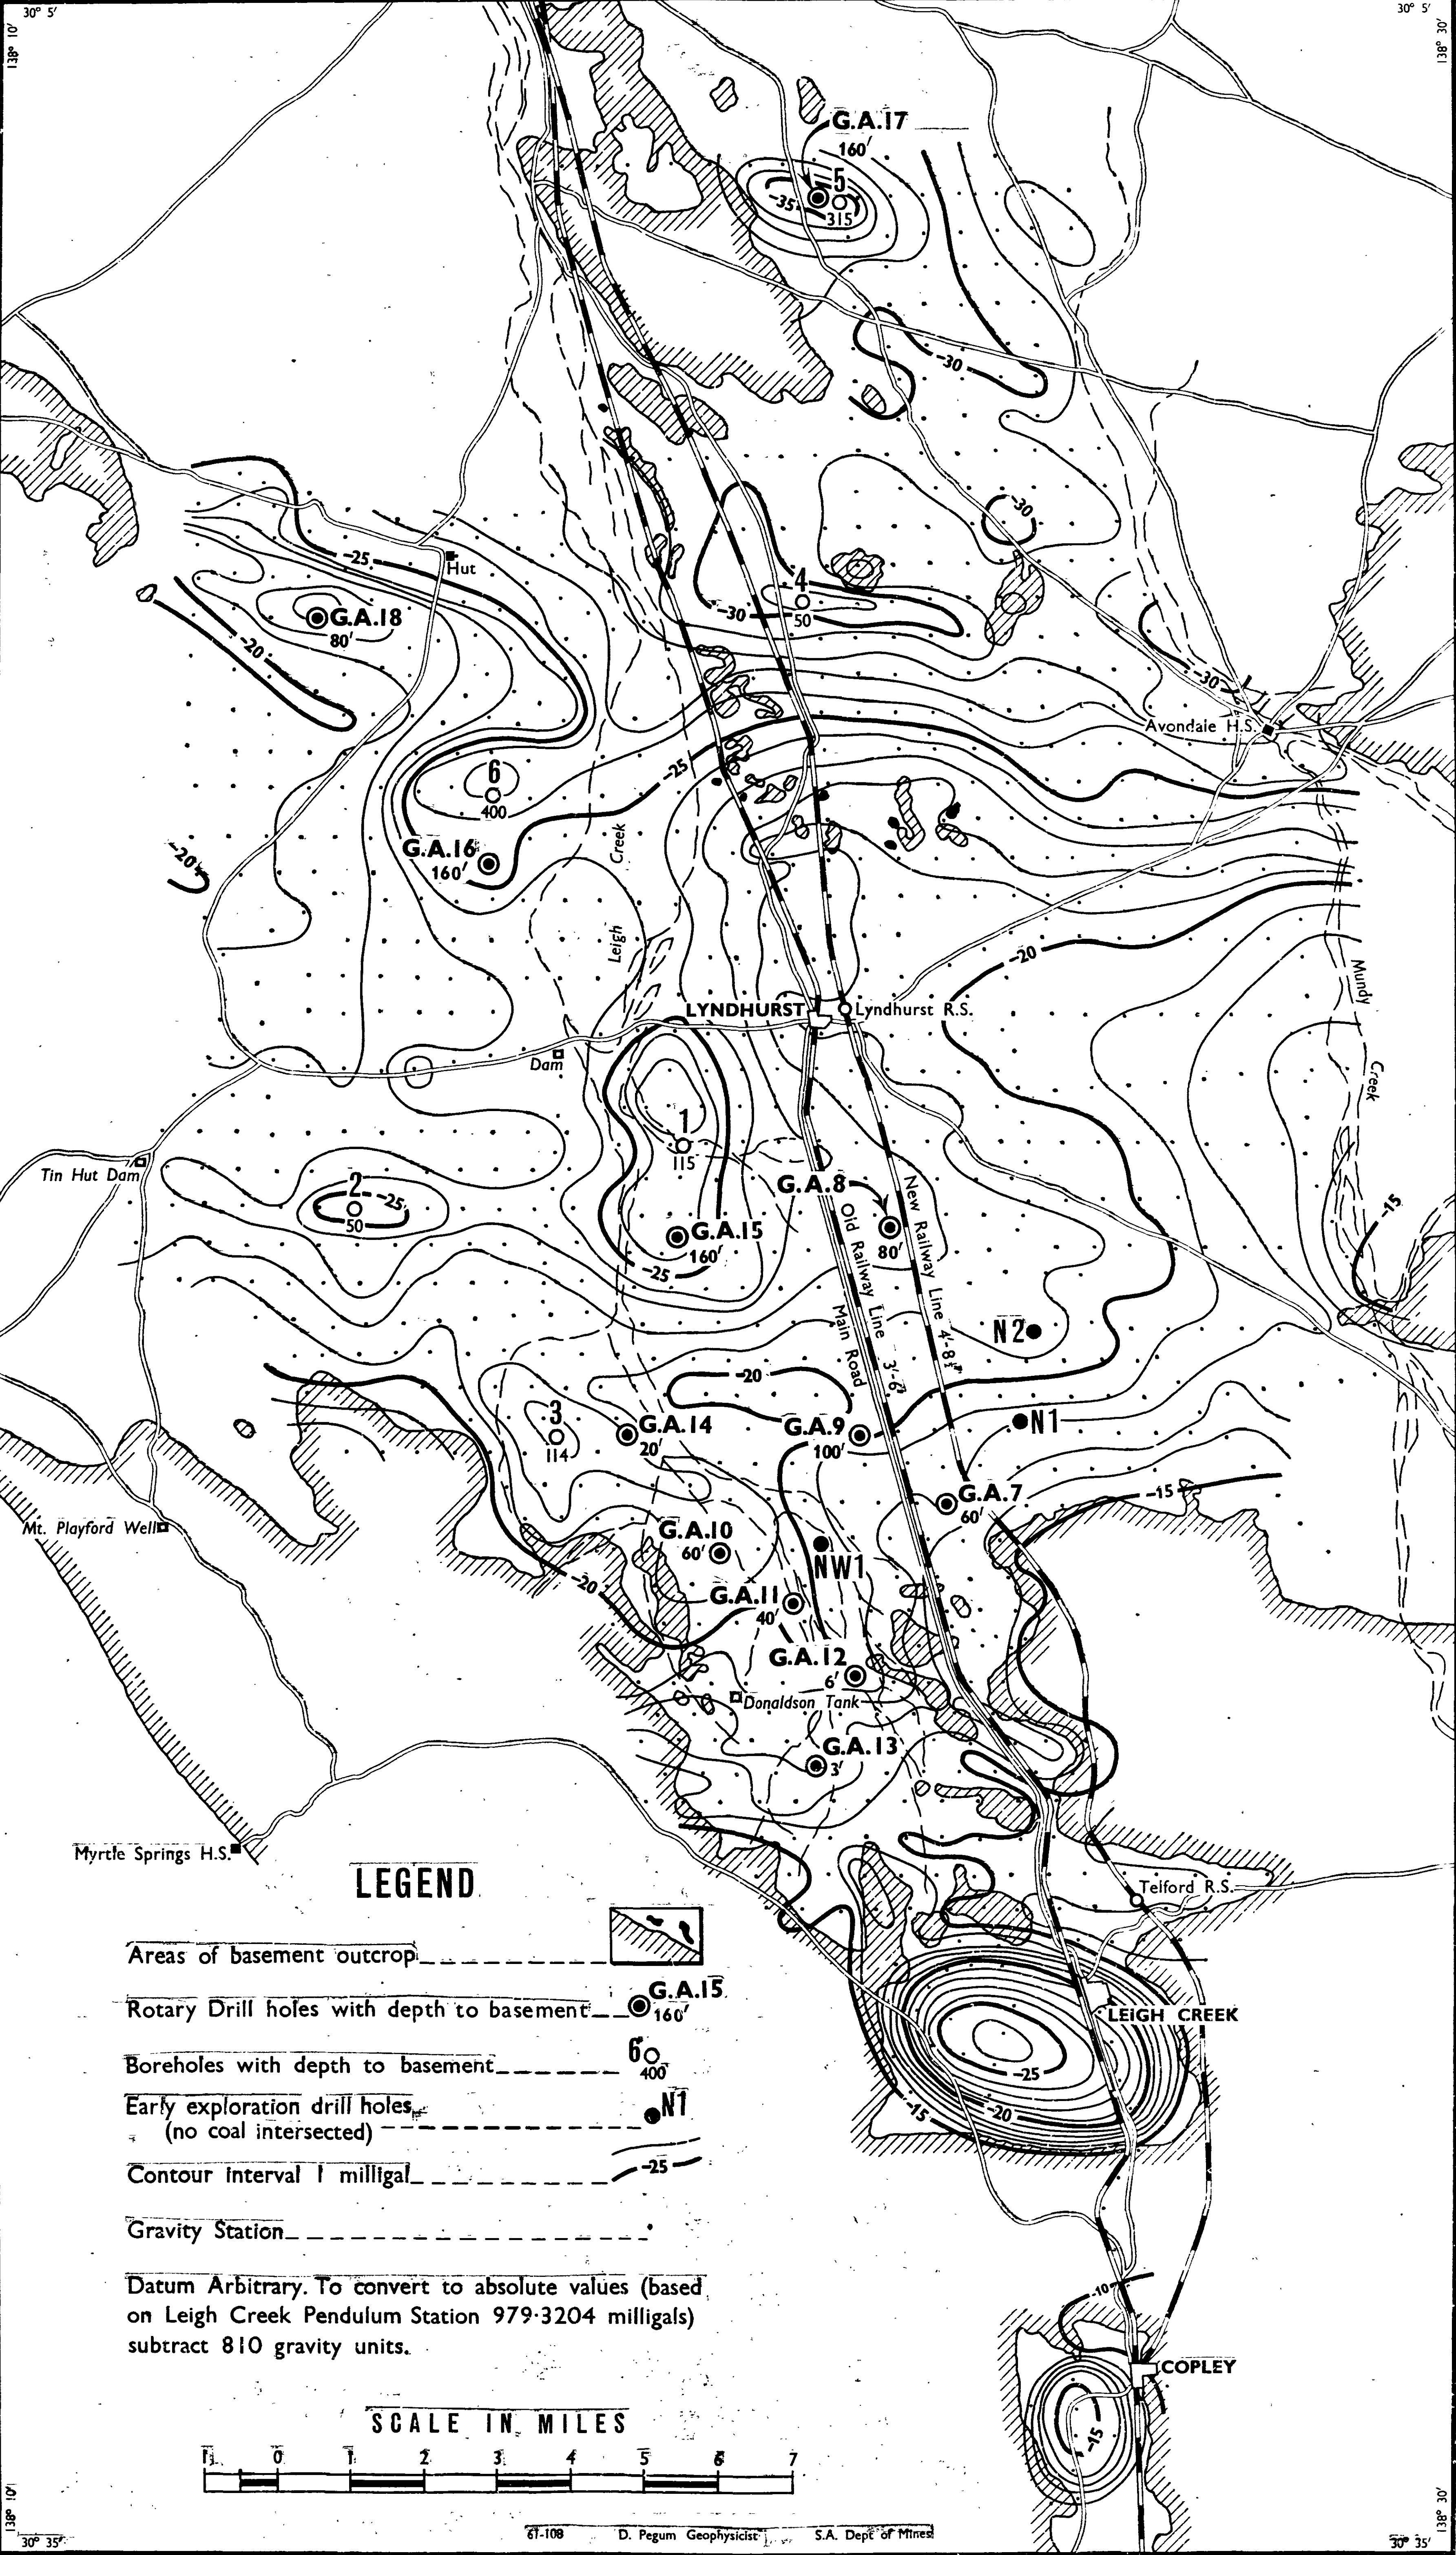 30° 5′
30° 5′
138° 10′
138° 30′
G.A.17
160′
5
-35
315
-30
-30
-25
Hut
4
-30
50
G.A.18
80′
-20
-30
Avondale H.S.
6
400
-25
Creek
G.A.16
160′
-20
Leigh
-20
Mundy
LYNDHURST
Lyndhurst R.S.
Dam
Creek
1
115
Tin Hut Dam
2
-25
50
G.A.8
80′
New Railway Line 4′-8½″
Old Railway Line 3′-6″
Main Road
-15
G.A.15
160′
-25
N2
-20
3
114
G.A.14
20′
G.A.9
100′
N1
G.A.7
60′
-15
Mt. Playford Well
G.A.10
60′
NW1
-20
G.A.11
40′
G.A.12
6′
Donaldson Tank
G.A.13
3′
Myrtle Springs H.S.
Telford R.S.
LEIGH CREEK
-25
-20
-15
-10
COPLEY
-15
LEGEND
Areas of basement outcrop
Rotary Drill holes with depth to basement G.A.15 160′
Boreholes with depth to basement 6 400
Early exploration drill holes N1
(no coal intersected)
Contour interval 1 milligal -25
Gravity Station
Datum Arbitrary. To convert to absolute values (based
on Leigh Creek Pendulum Station 979·3204 milligals)
subtract 810 gravity units.
SCALE IN MILES
1 0 1 2 3 4 5 6 7
138° 10′
138° 30′
30° 35′
61-108 D. Pegum Geophysicist S.A. Dept of Mines
30° 35′